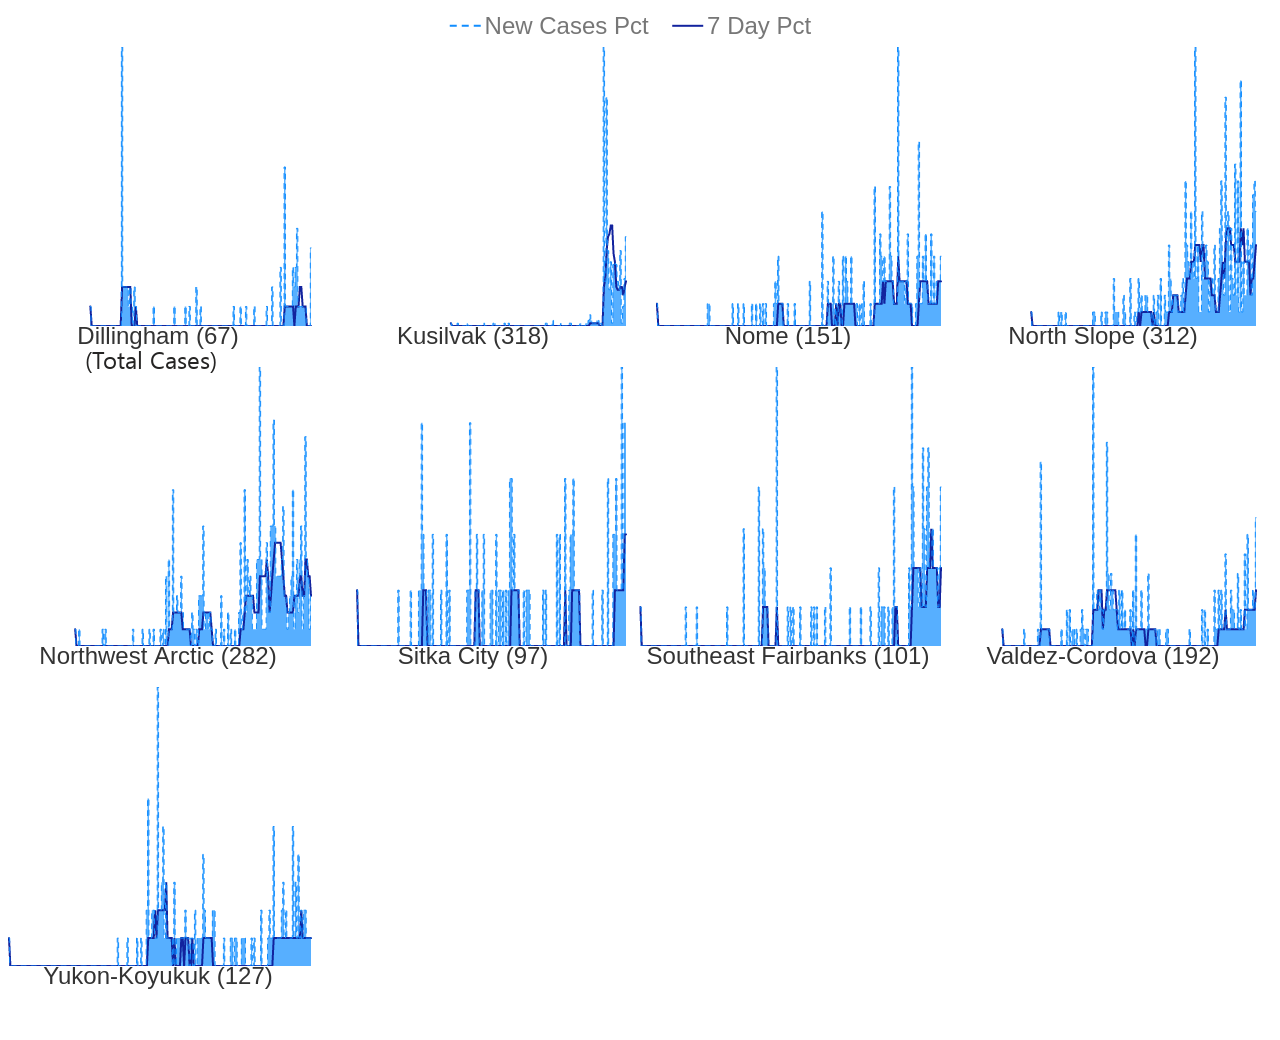 New Cases Pct 7 Day Pct
Dillingham (67) Kusilvak (318) Nome (151) North Slope (312)
(Total Cases)
Northwest Arctic (282) Sitka City (97) Southeast Fairbanks (101) Valdez-Cordova (192)
Yukon-Koyukuk (127)